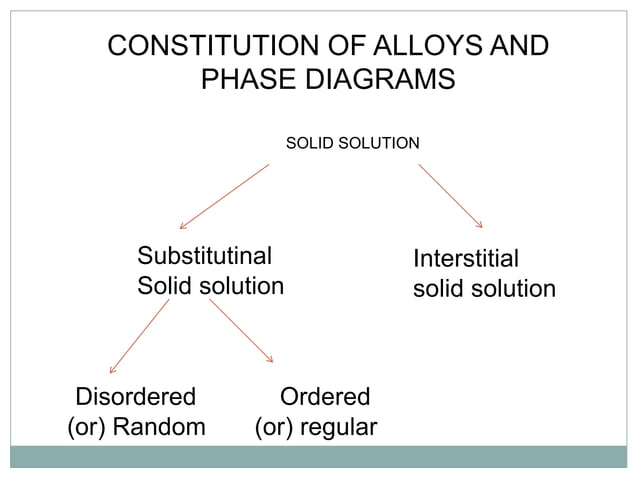 CONSTITUTION OF ALLOYS AND
PHASE DIAGRAMS
SOLID SOLUTION
Substitutinal
Solid solution
Interstitial
solid solution
Disordered
(or) Random
Ordered
(or) regular